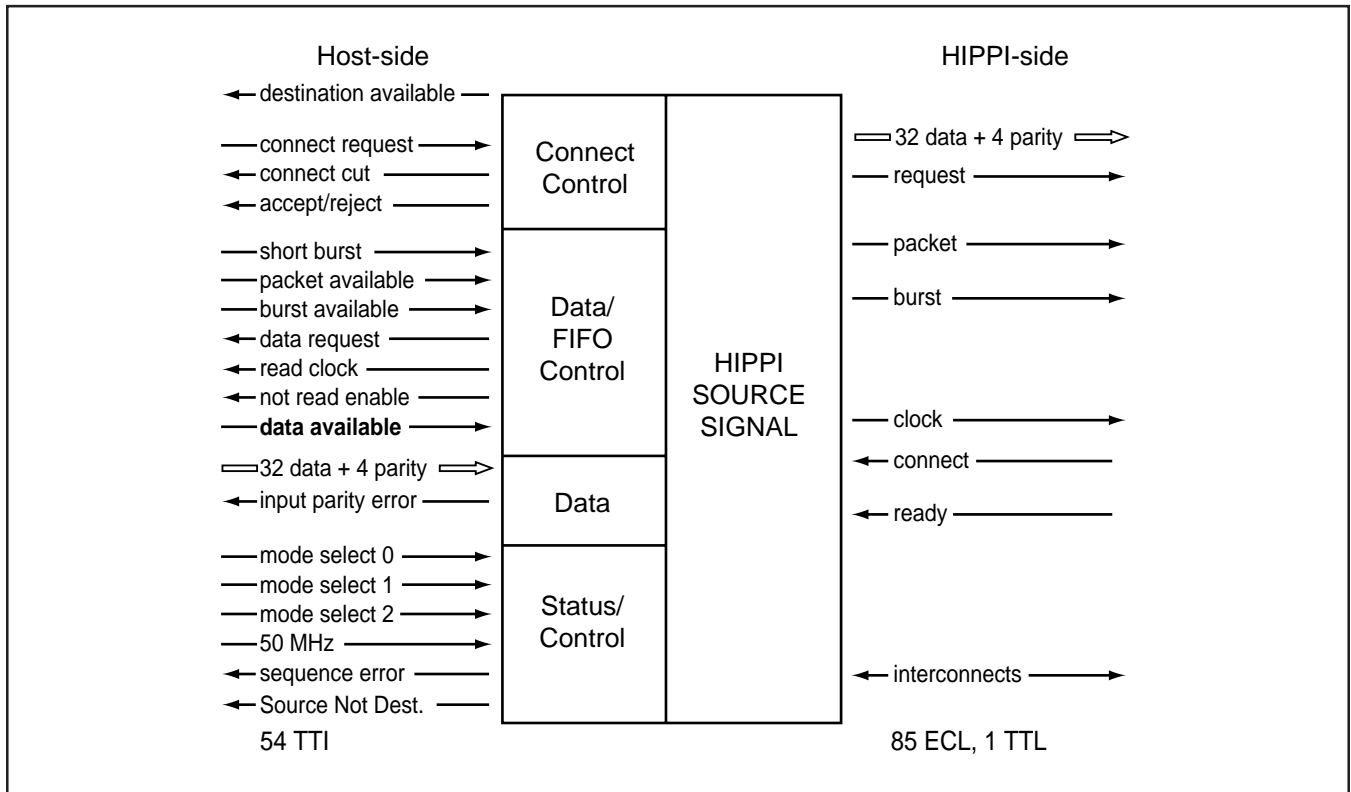 Host-side
HIPPI-side
destination available
connect request
connect cut
accept/reject
short burst
packet available
burst available
data request
read clock
not read enable
data available
32 data + 4 parity
input parity error
mode select 0
mode select 1
mode select 2
50 MHz
sequence error
Source Not Dest.
54 TTI
Connect
Control
Data/
FIFO
Control
Data
Status/
Control
HIPPI
SOURCE
SIGNAL
32 data + 4 parity
request
packet
burst
clock
connect
ready
interconnects
85 ECL, 1 TTL